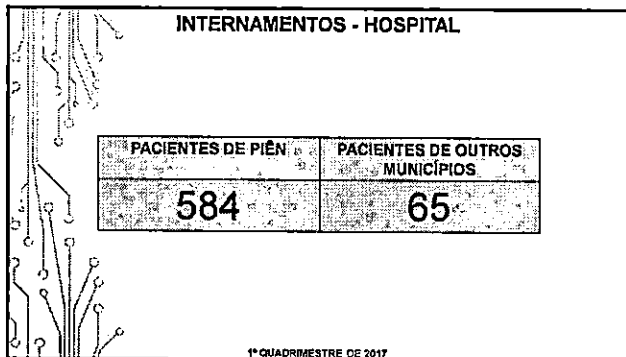 INTERNAMENTOS - HOSPITAL
PACIENTES DE PIÊN
PACIENTES DE OUTROS
MUNICÍPIOS
584
65
1º QUADRIMESTRE DE 2017